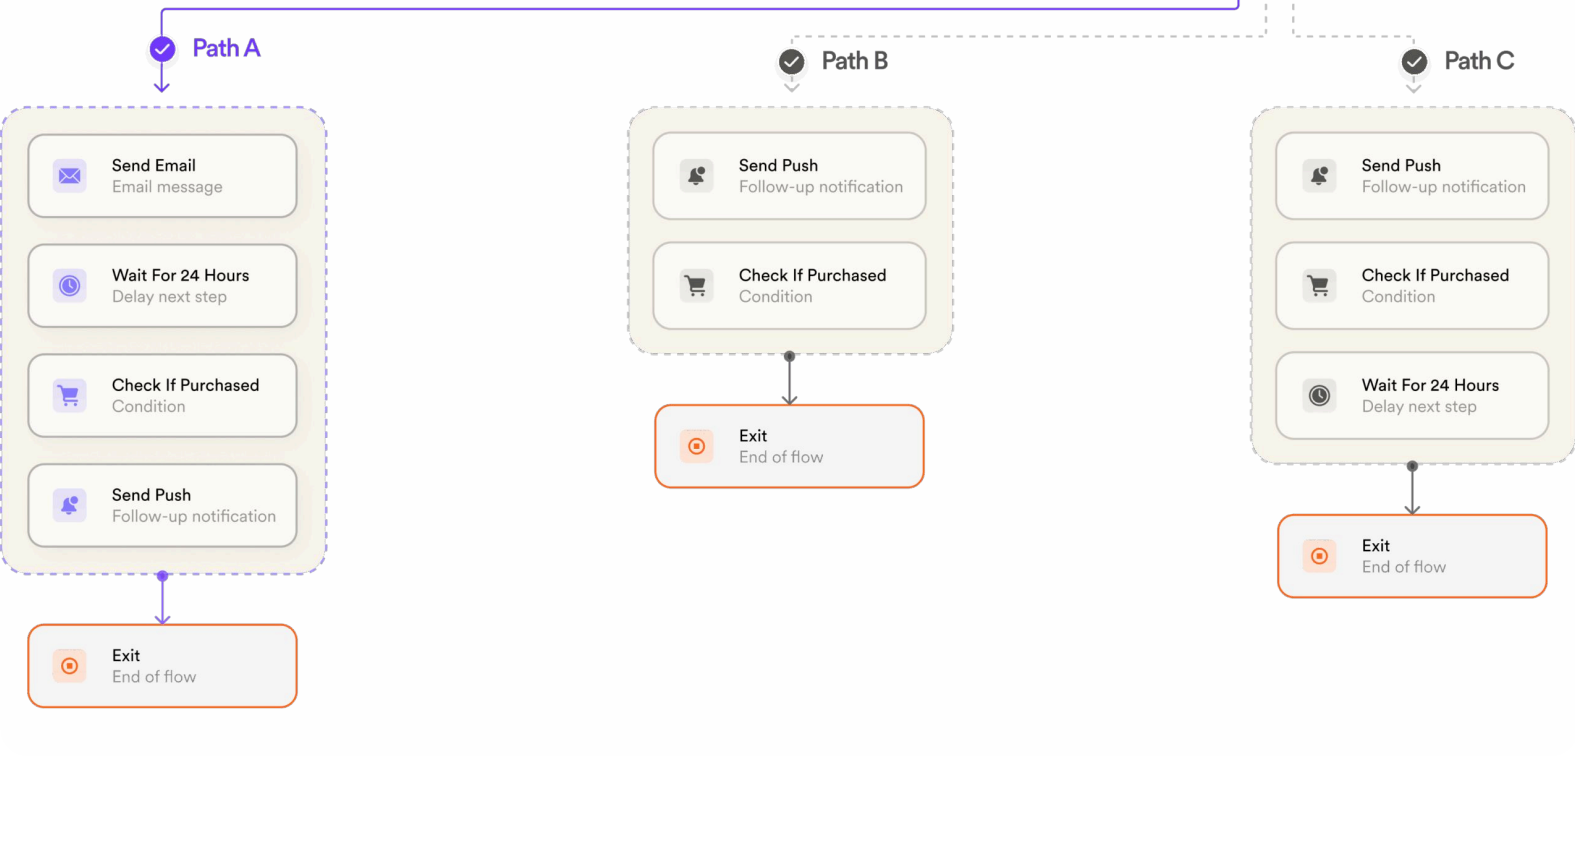 Path A
Send Email
Email message
Wait For 24 Hours
Delay next step
Check If Purchased
Condition
Send Push
Follow-up notification
Exit
End of flow
Path B
Send Push
Follow-up notification
Check If Purchased
Condition
Exit
End of flow
Path C
Send Push
Follow-up notification
Check If Purchased
Condition
Wait For 24 Hours
Delay next step
Exit
End of flow